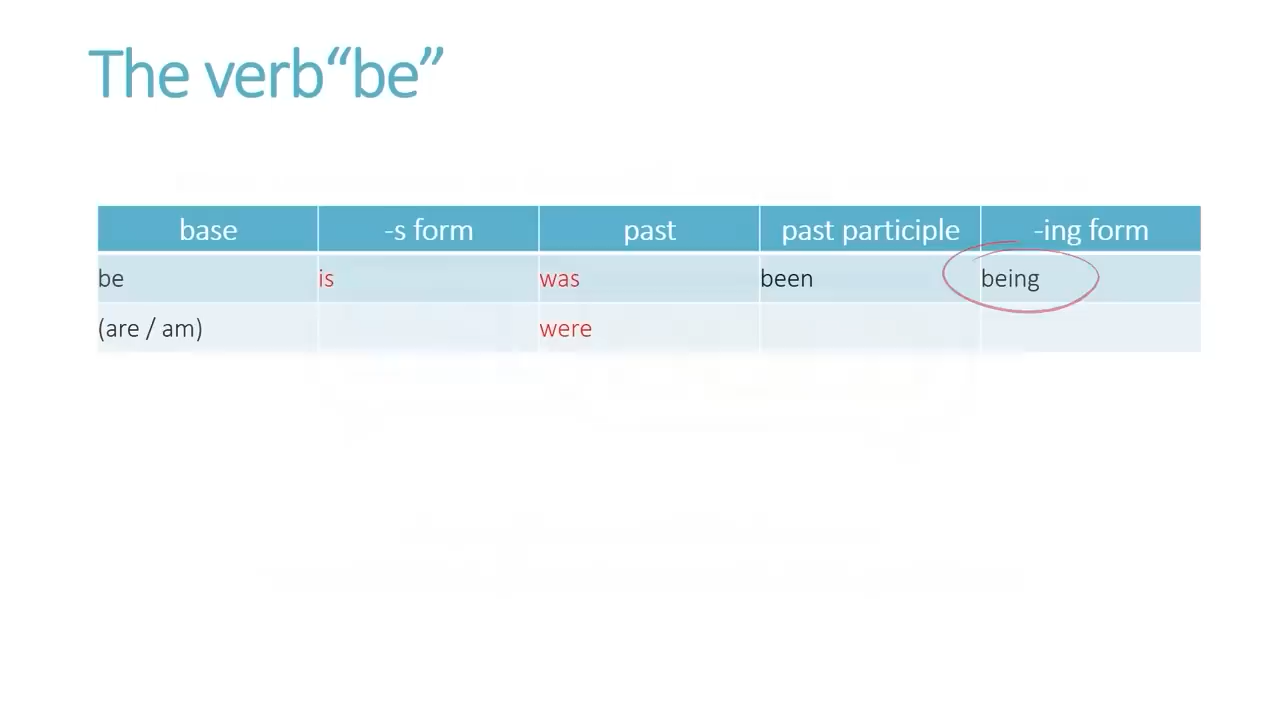 The verb“be”
base -s form past past participle -ing form
be is was been being
(are / am) were